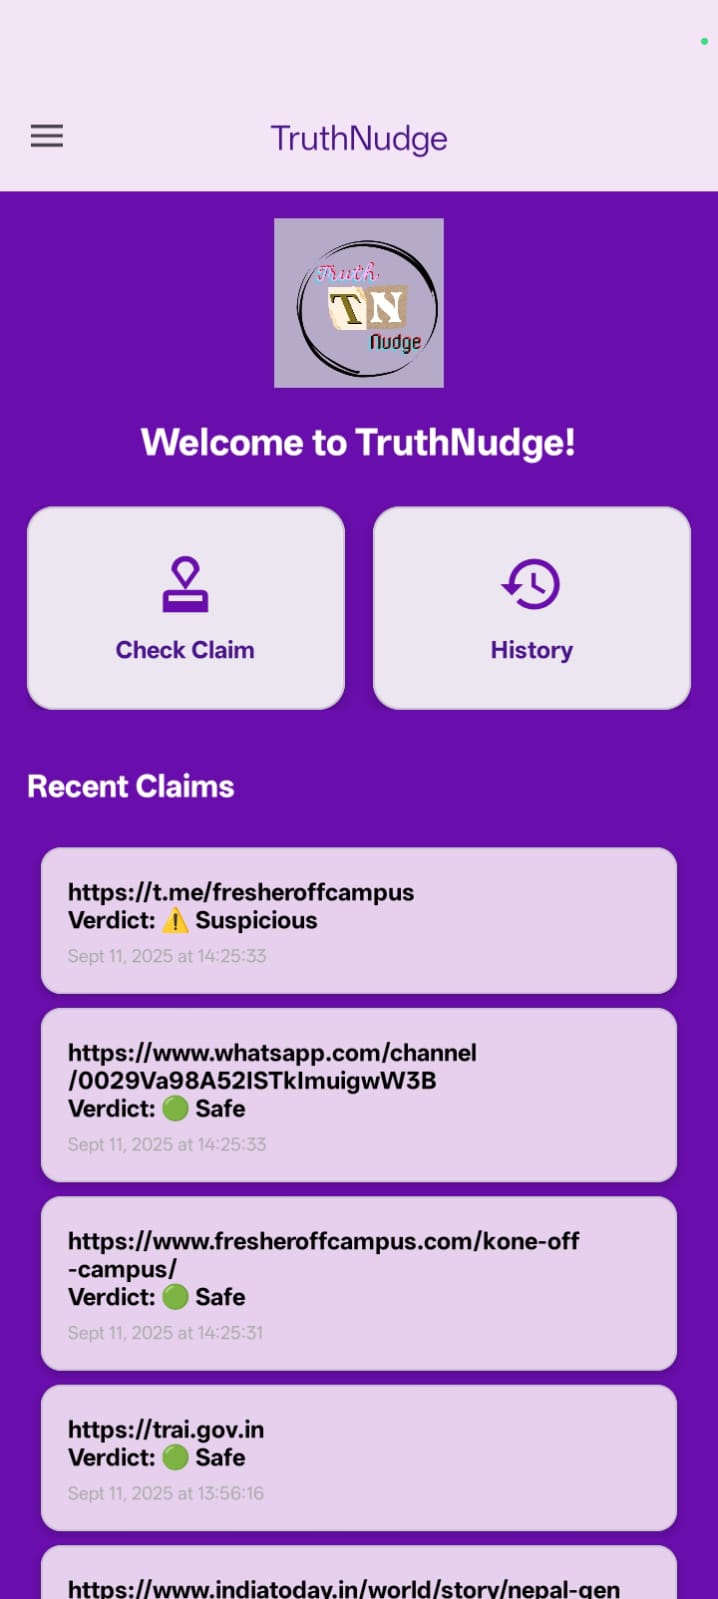 TruthNudge
Truth
TN
Nudge
Welcome to TruthNudge!
Check Claim
History
Recent Claims
https://t.me/fresheroffcampus
Verdict: ⚠️ Suspicious
Sept 11, 2025 at 14:25:33
https://www.whatsapp.com/channel
/0029Va98A52ISTkImuigwW3B
Verdict: 🟢 Safe
Sept 11, 2025 at 14:25:33
https://www.fresheroffcampus.com/kone-off
-campus/
Verdict: 🟢 Safe
Sept 11, 2025 at 14:25:31
https://trai.gov.in
Verdict: 🟢 Safe
Sept 11, 2025 at 13:56:16
https://www.indiatoday.in/world/story/nepal-gen